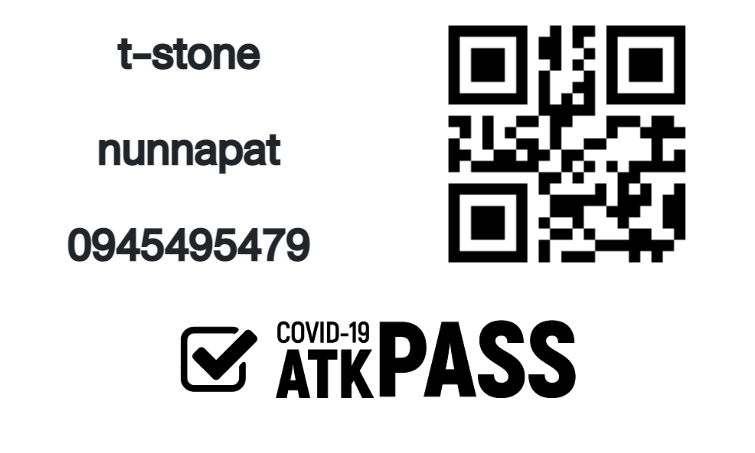 t-stone
nunnapat
0945495479
COVID-19
ATK PASS